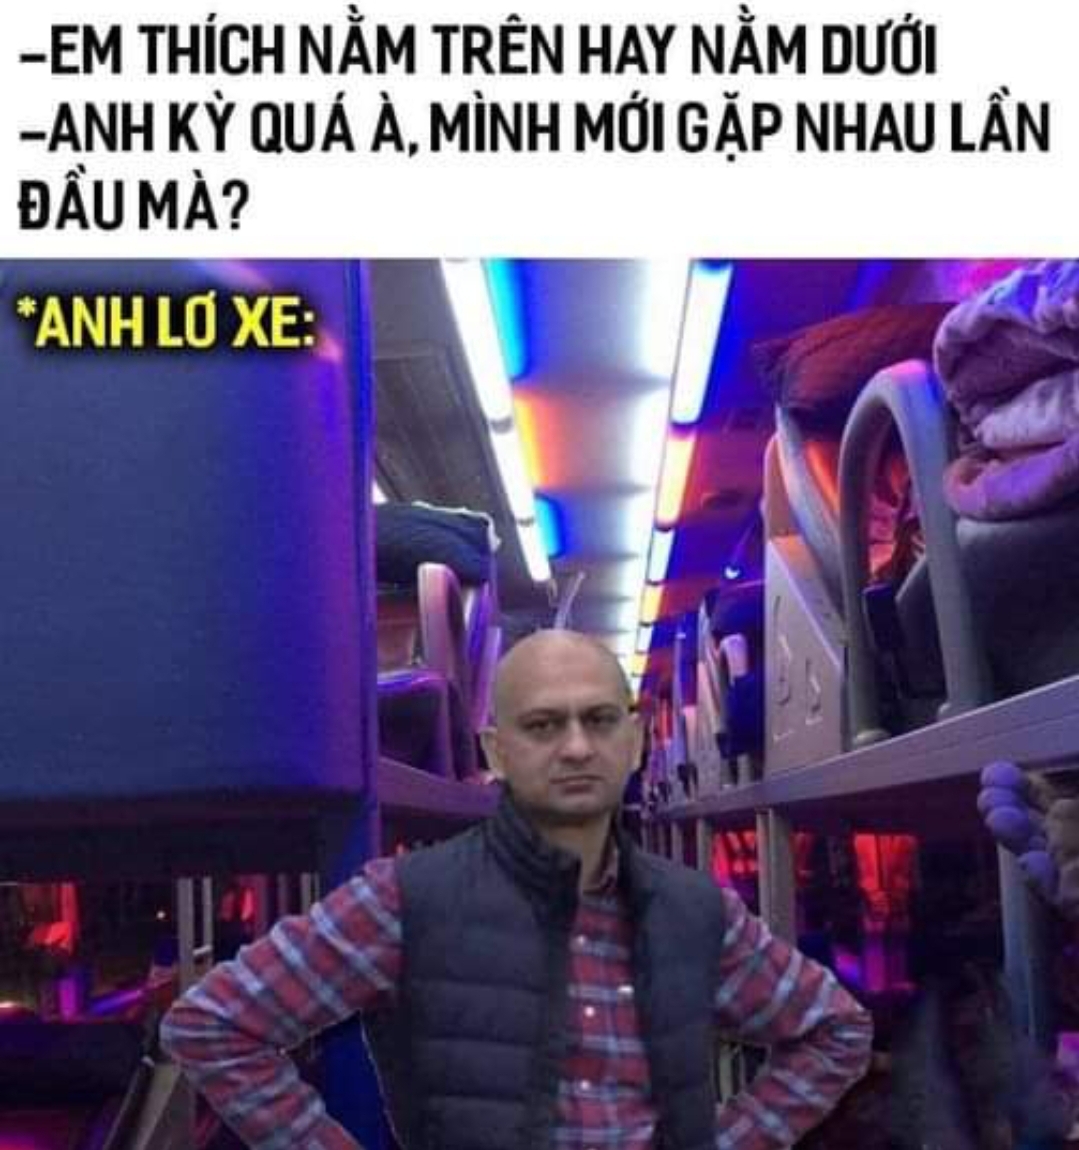 -EM THÍCH NẰM TRÊN HAY NẰM DƯỚI
-ANH KỲ QUÁ À, MÌNH MỚI GẶP NHAU LẦN
ĐẦU MÀ?
*ANH LƠ XE: